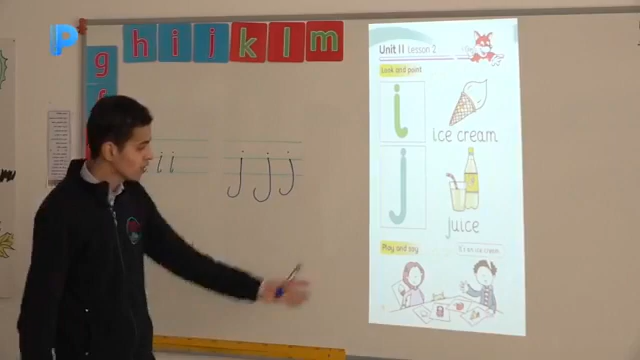 P
h i j k l m
g
i i j j j
Unit 11 Lesson 2
Look and point
i
ice cream
j
juice
Play and say
It's an ice cream